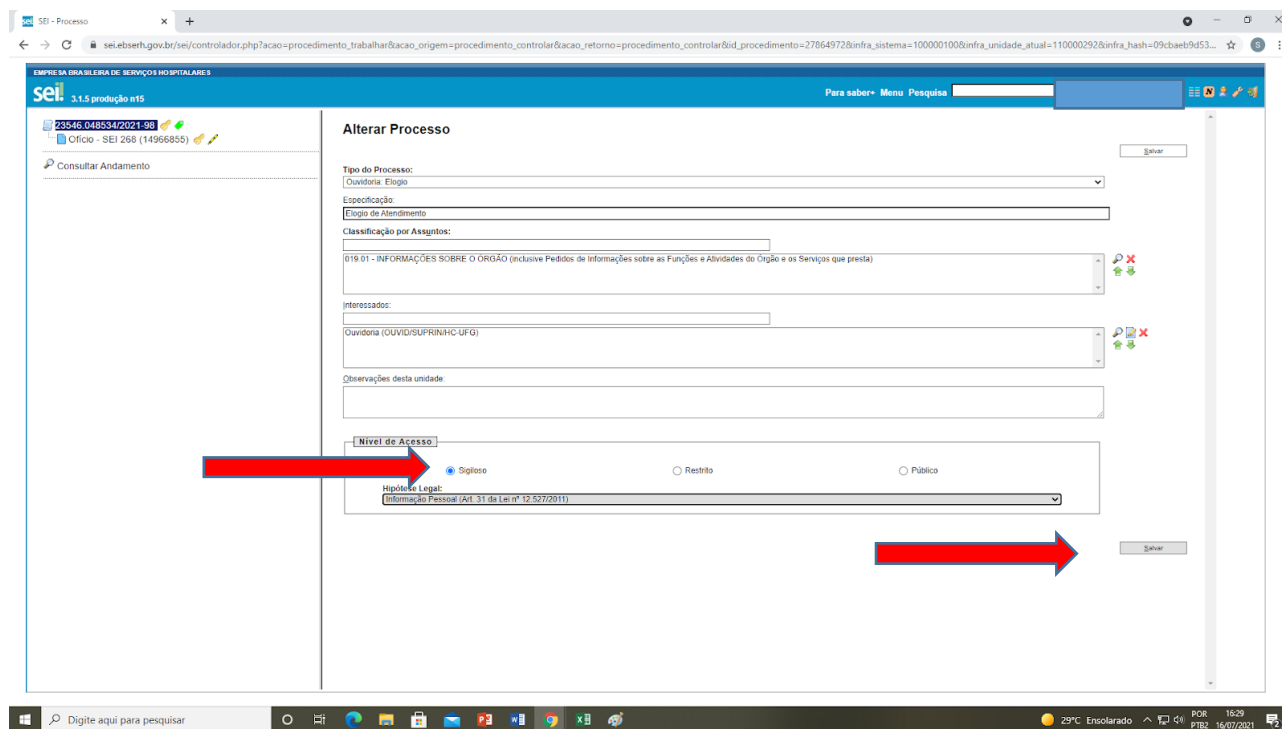 SEI - Processo
sei.ebserh.gov.br/sei/controlador.php?acao=procedimento_trabalhar&acao_origem=procedimento_controlar&acao_retorno=procedimento_controlar&id_procedimento=27864972&infra_sistema=100000100&infra_unidade_atual=110000292&infra_hash=09cbaeb9d53...
S
EMPRESA BRASILEIRA DE SERVIÇOS HOSPITALARES
sei! 3.1.5 produção n15
Para saber+ Menu Pesquisa
N
23546.048534/2021-98
Ofício - SEI 268 (14966855)
Consultar Andamento
Alterar Processo
Salvar
Tipo do Processo:
Ouvidoria: Elogio
Especificação:
Elogio de Atendimento
Classificação por Assuntos:
019.01 - INFORMAÇÕES SOBRE O ÓRGÃO (inclusive Pedidos de Informações sobre as Funções e Atividades do Órgão e os Serviços que presta)
Interessados:
Ouvidoria (OUVID/SUPRIN/HC-UFG)
Observações desta unidade:
Nível de Acesso
Sigiloso
Restrito
Público
Hipótese Legal:
Informação Pessoal (Art. 31 da Lei nº 12.527/2011)
Salvar
Digite aqui para pesquisar
29°C Ensolarado
POR
PTB2
16:29
16/07/2021